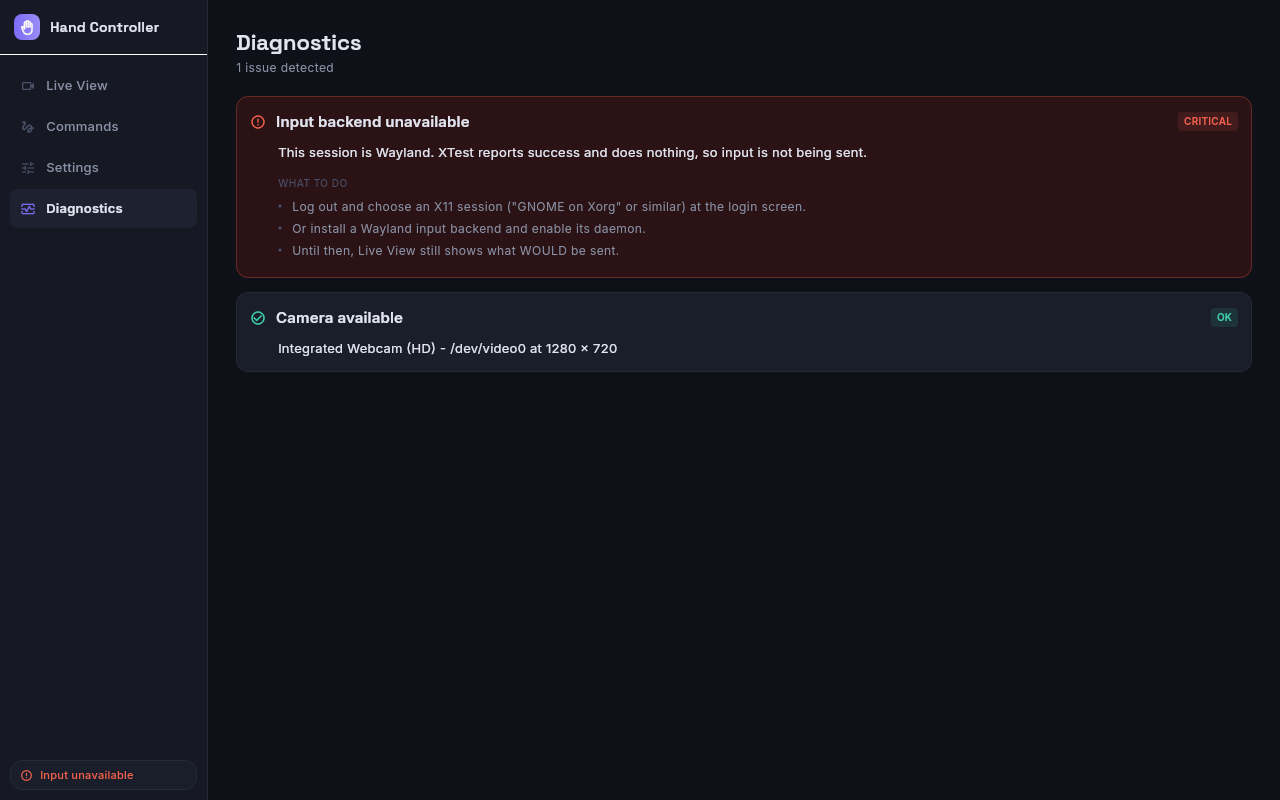 Hand Controller
Live View
Commands
Settings
Diagnostics
Input unavailable
Diagnostics
1 issue detected
Input backend unavailable
CRITICAL
This session is Wayland. XTest reports success and does nothing, so input is not being sent.
WHAT TO DO
• Log out and choose an X11 session ("GNOME on Xorg" or similar) at the login screen.
• Or install a Wayland input backend and enable its daemon.
• Until then, Live View still shows what WOULD be sent.
Camera available
OK
Integrated Webcam (HD) - /dev/video0 at 1280 × 720